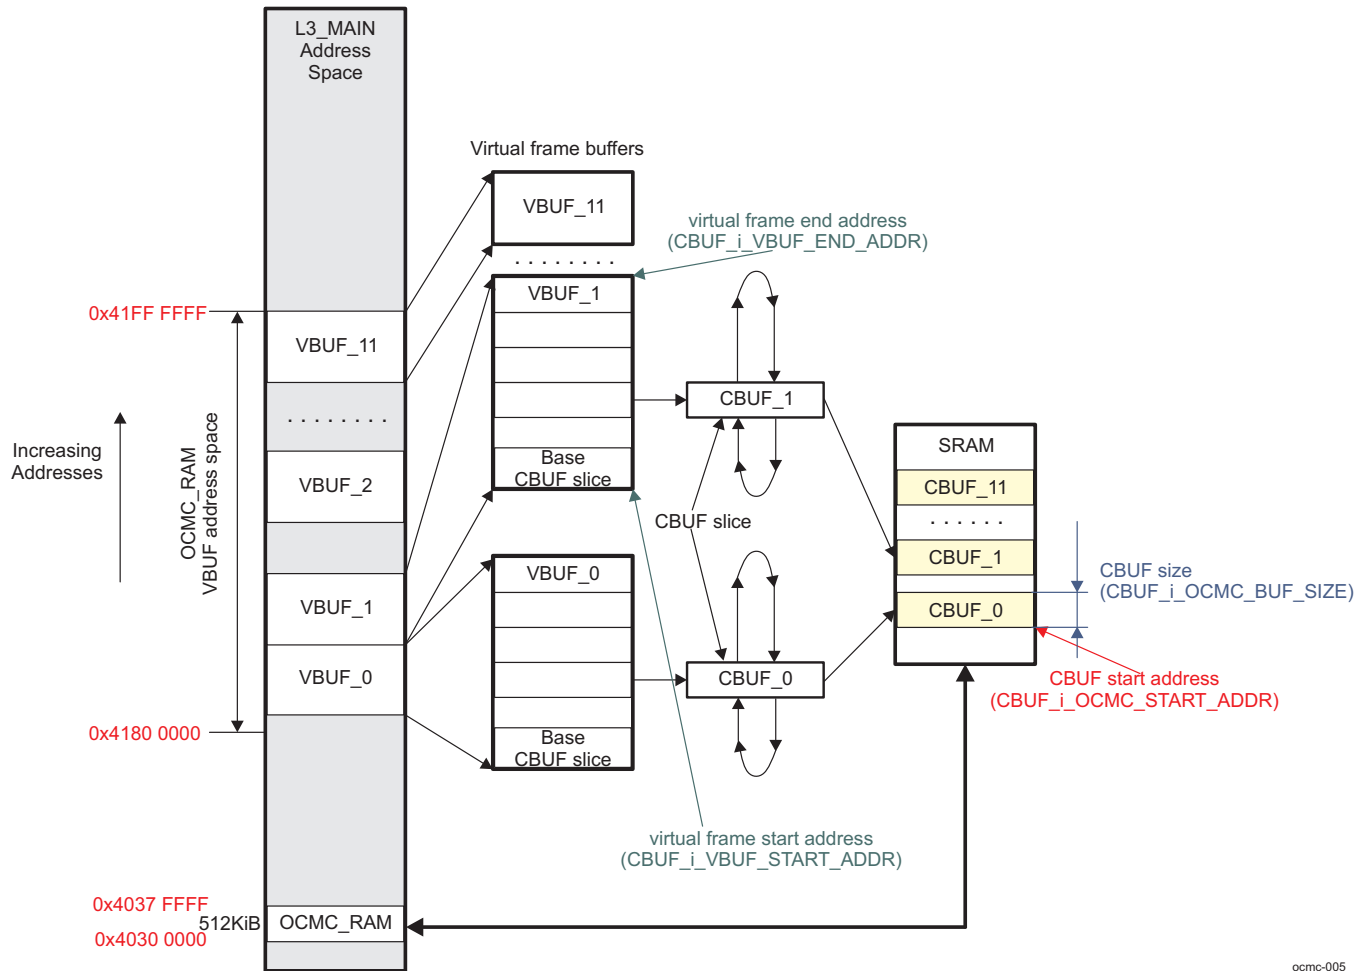 L3_MAIN
Address
Space
Virtual frame buffers
VBUF_11
virtual frame end address
(CBUF_i_VBUF_END_ADDR)
. . . . . . . .
VBUF_1
0x41FF FFFF
VBUF_11
CBUF_1
. . . . . . . .
Increasing
Addresses
OCMC_RAM
VBUF address space
VBUF_2
Base
CBUF slice
SRAM
CBUF_11
. . . . . .
CBUF_1
CBUF_0
CBUF slice
CBUF size
(CBUF_i_OCMC_BUF_SIZE)
VBUF_1
VBUF_0
VBUF_0
CBUF_0
CBUF start address
(CBUF_i_OCMC_START_ADDR)
0x4180 0000
Base
CBUF slice
virtual frame start address
(CBUF_i_VBUF_START_ADDR)
0x4037 FFFF
512KiB
OCMC_RAM
0x4030 0000
ocmc-005